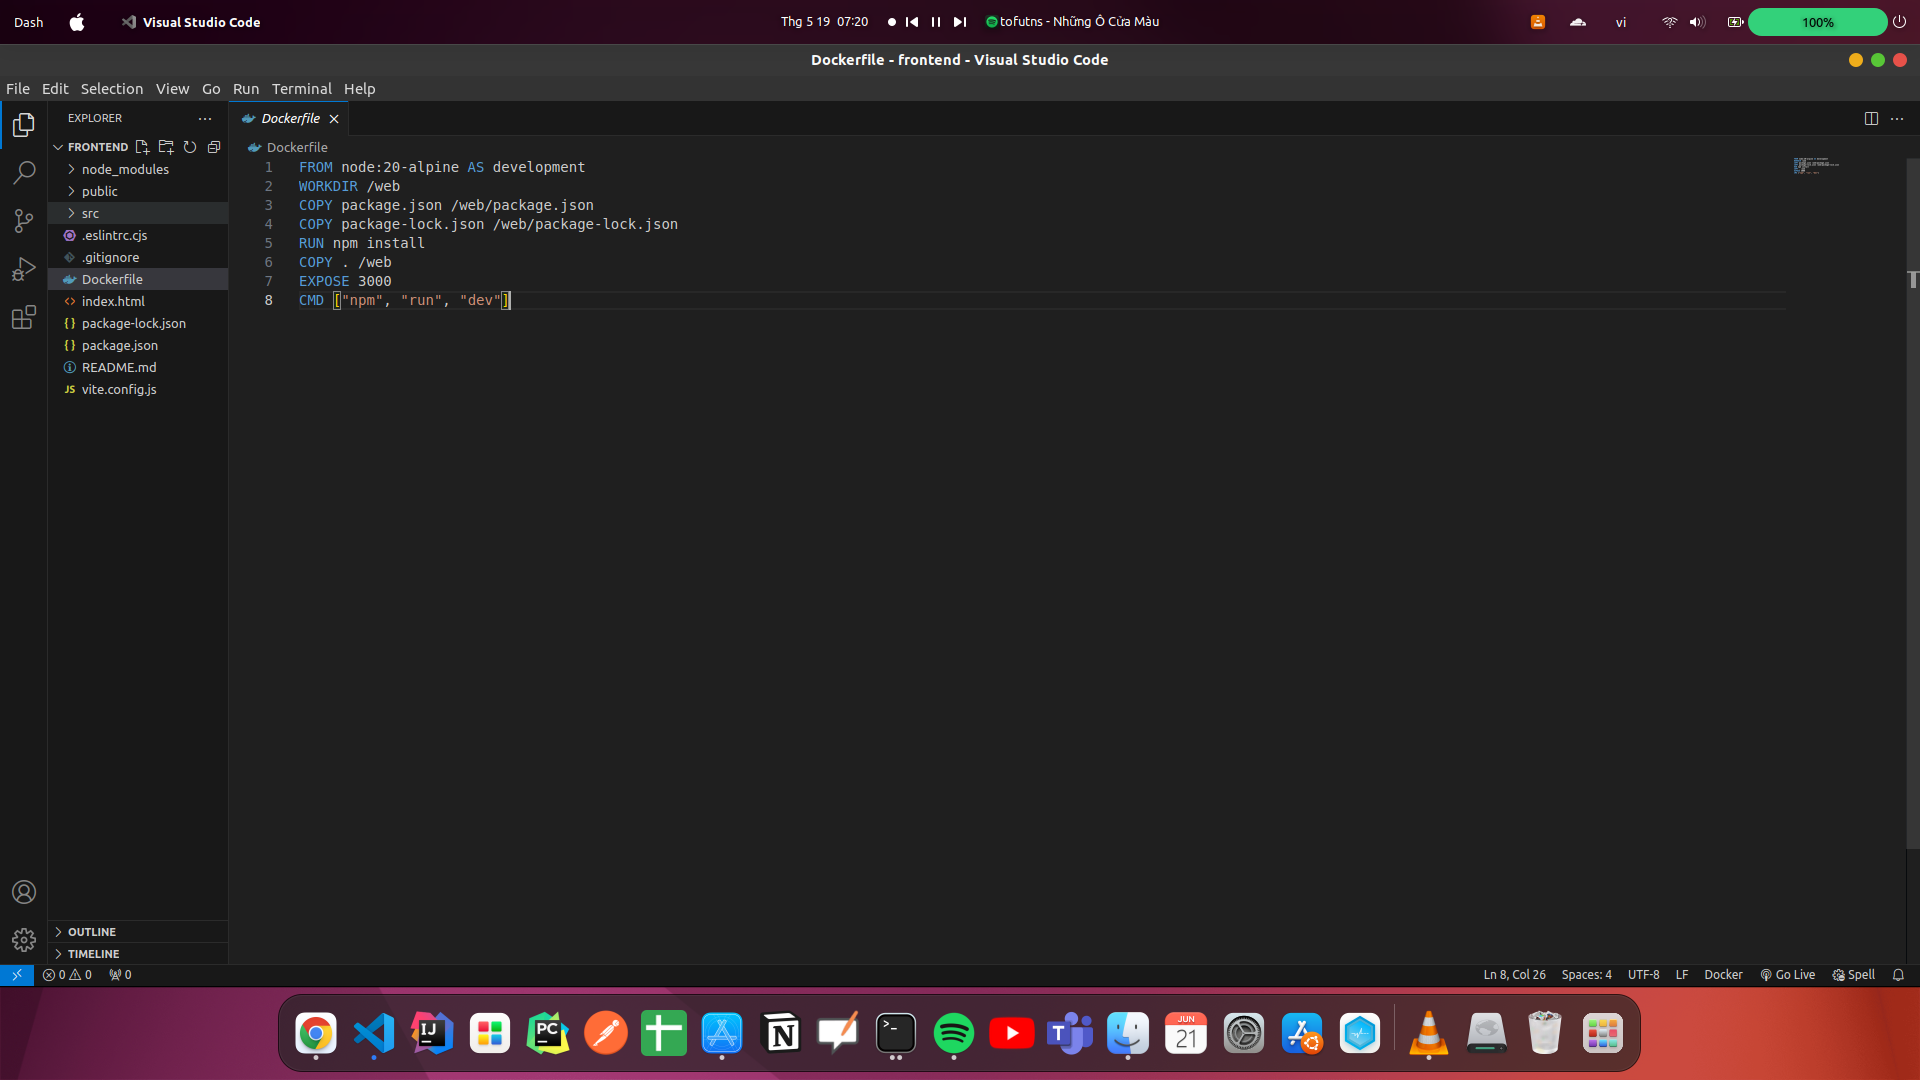 Dash
Visual Studio Code
Thg 5 19 07:20
tofutns - Những Ô Cửa Màu
vi
100%
Dockerfile - frontend - Visual Studio Code
File Edit Selection View Go Run Terminal Help
EXPLORER
Dockerfile
FRONTEND
Dockerfile
node_modules
public
src
.eslintrc.cjs
.gitignore
Dockerfile
index.html
package-lock.json
package.json
README.md
JS vite.config.js
1 FROM node:20-alpine AS development
2 WORKDIR /web
3 COPY package.json /web/package.json
4 COPY package-lock.json /web/package-lock.json
5 RUN npm install
6 COPY . /web
7 EXPOSE 3000
8 CMD ["npm", "run", "dev"]
OUTLINE
TIMELINE
0 0 0
Ln 8, Col 26 Spaces: 4 UTF-8 LF Docker Go Live Spell
IJ
PC
N
>_
T
JUN
21